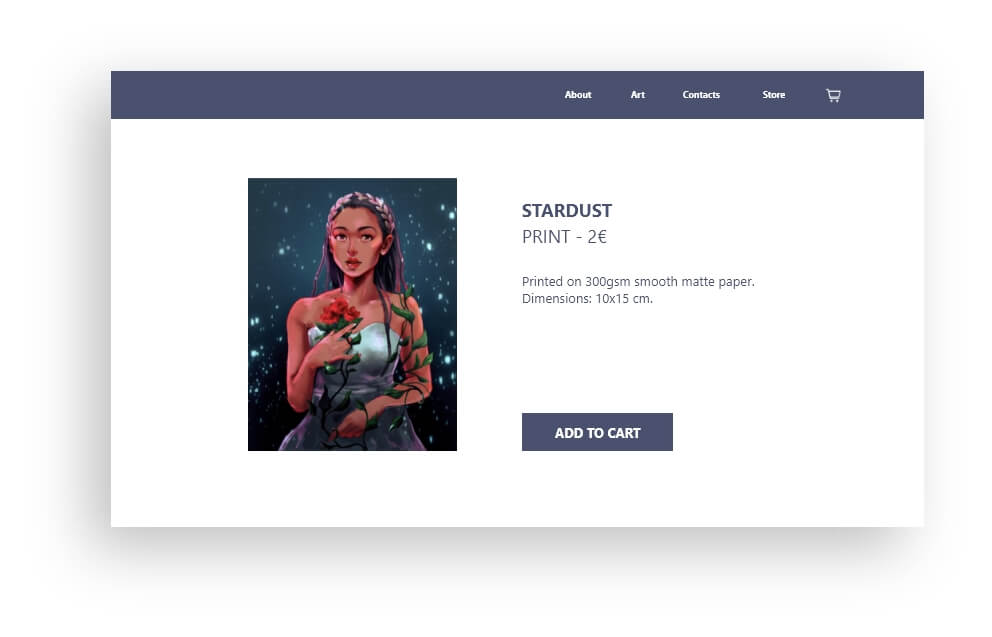 About Art Contacts Store
STARDUST
PRINT - 2€
Printed on 300gsm smooth matte paper.
Dimensions: 10x15 cm.
ADD TO CART